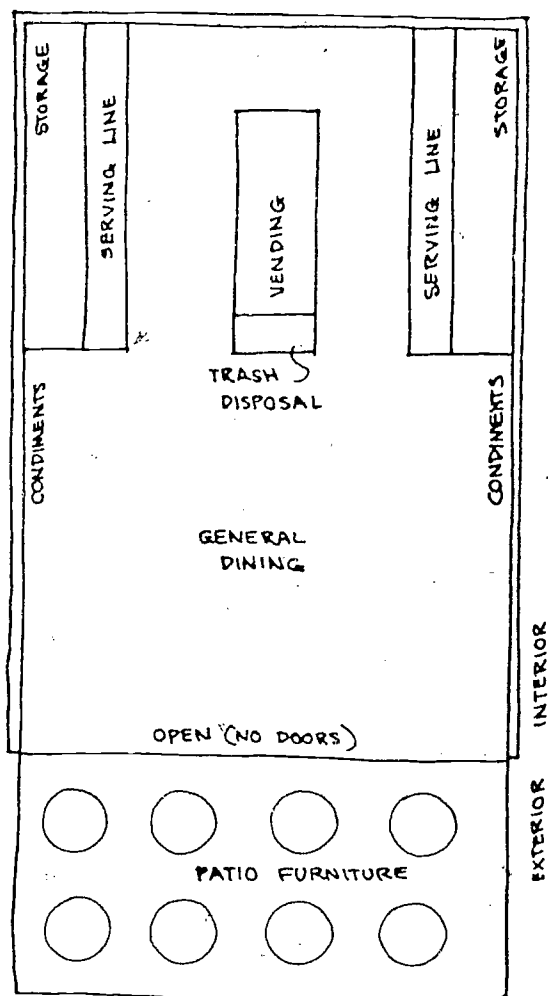 STORAGE
SERVING LINE
VENDING
SERVING LINE
STORAGE
TRASH
DISPOSAL
CONDIMENTS
CONDIMENTS
GENERAL
DINING
OPEN (NO DOORS)
INTERIOR
EXTERIOR
PATIO FURNITURE